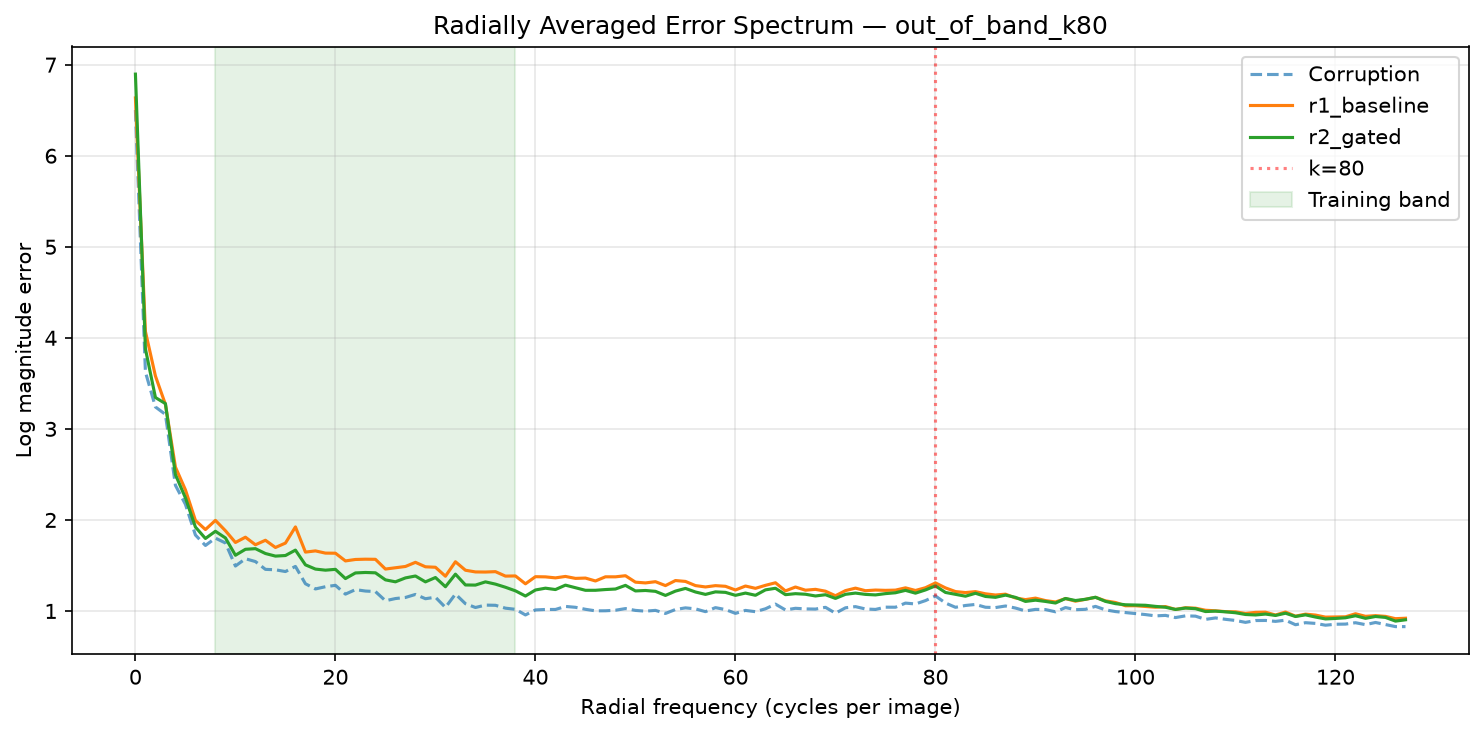 Radially Averaged Error Spectrum — out_of_band_k80
Log magnitude error
7
6
5
4
3
2
1
Corruption
r1_baseline
r2_gated
k=80
Training band
0 20 40 60 80 100 120
Radial frequency (cycles per image)